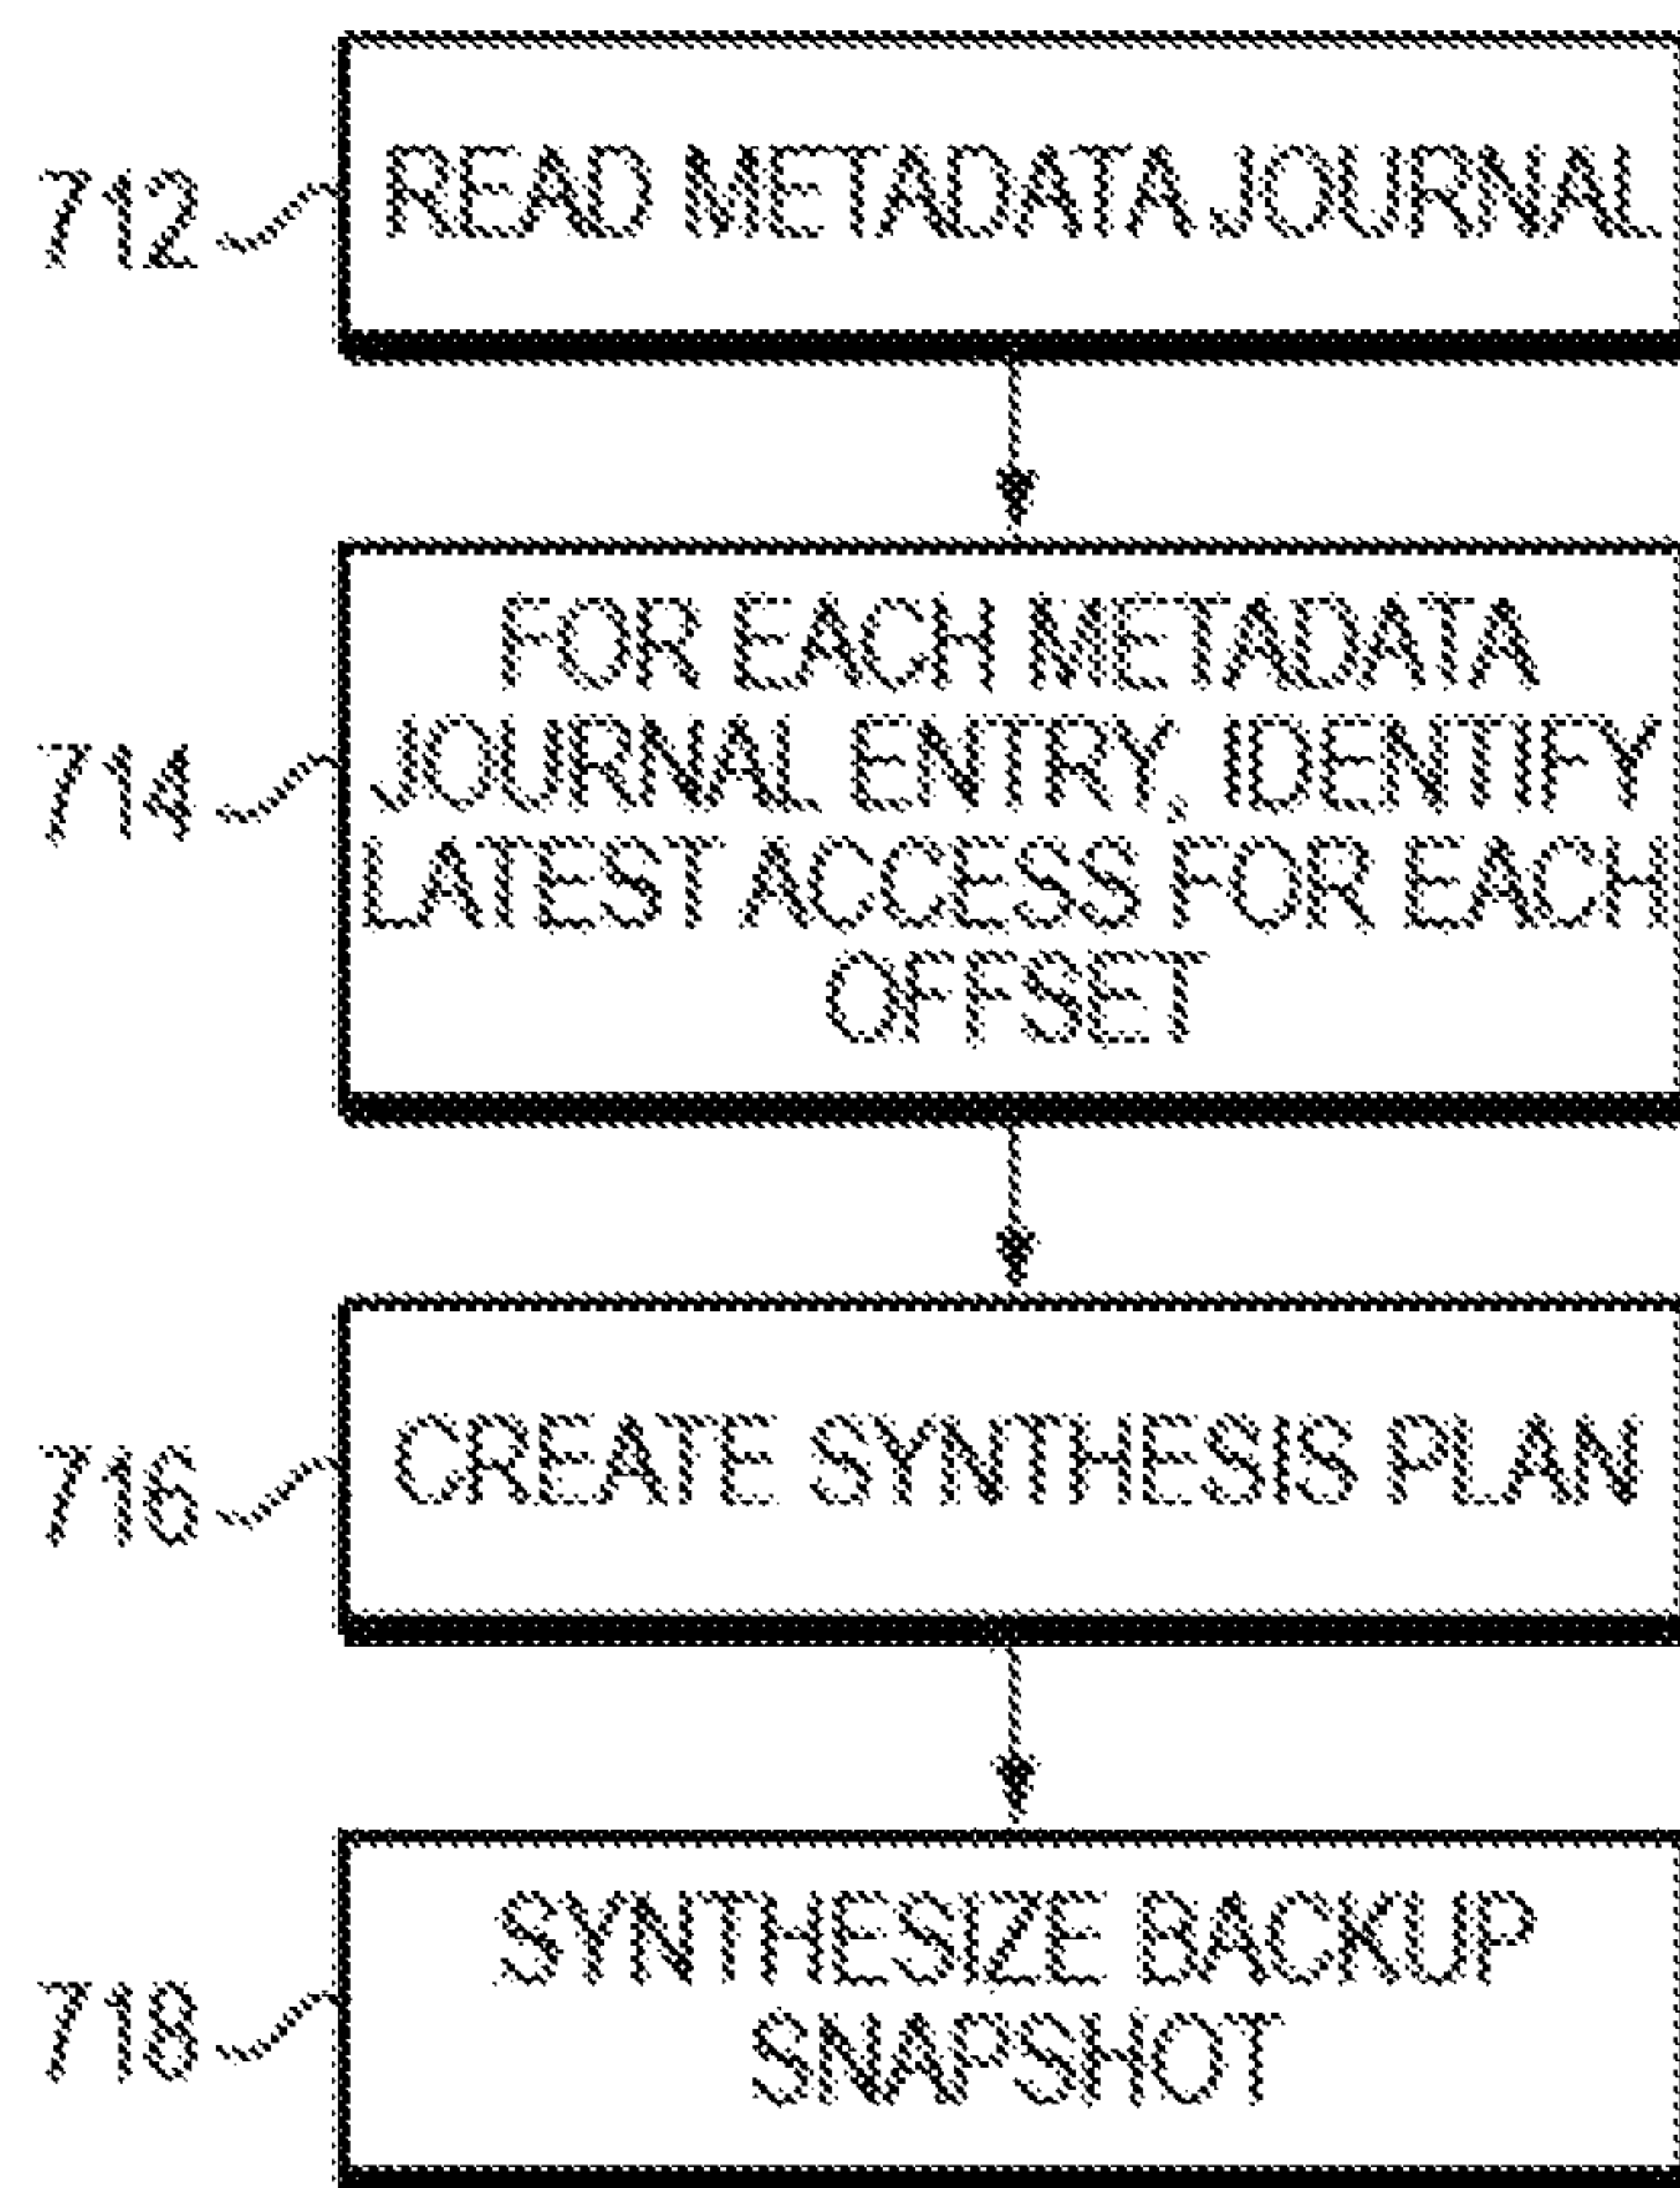 712
READ METADATA JOURNAL
FOR EACH METADATA
714
JOURNAL ENTRY, IDENTIFY
LATEST ACCESS FOR EACH
OFFSET
716
CREATE SYNTHESIS PLAN
718
SYNTHESIZE BACKUP
SNAPSHOT